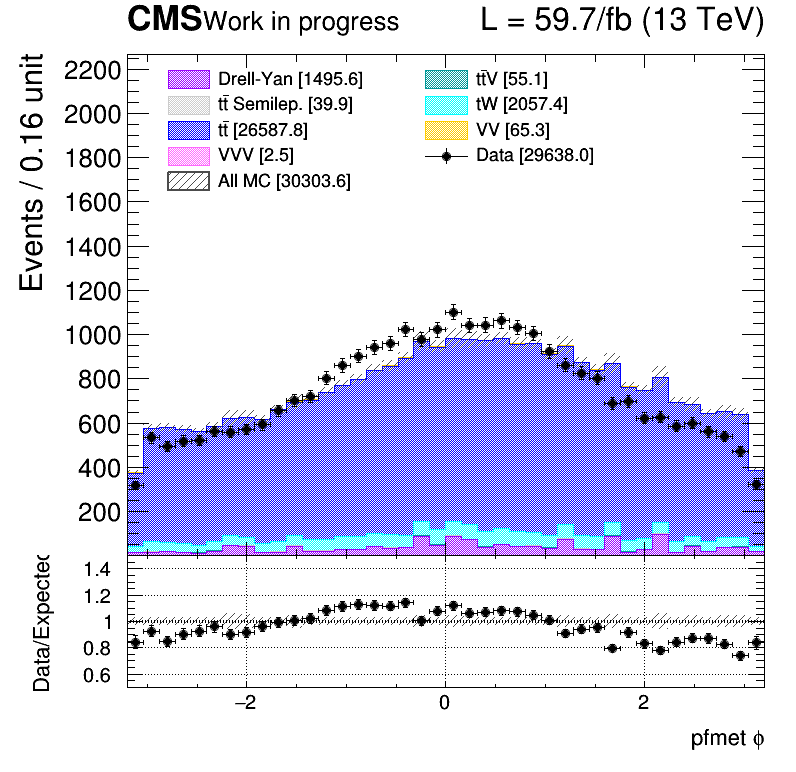 CMS Work in progress L = 59.7/fb (13 TeV)
Events / 0.16 unit
2200
2000
1800
1600
1400
1200
1000
800
600
400
200
Drell-Yan [1495.6]
tt̄ Semilep. [39.9]
tt̄ [26587.8]
VVV [2.5]
All MC [30303.6]
tt̄V [55.1]
tW [2057.4]
VV [65.3]
Data [29638.0]
Data/Expected
1.4
1.2
1
0.8
0.6
−2 0 2
pfmet ϕ